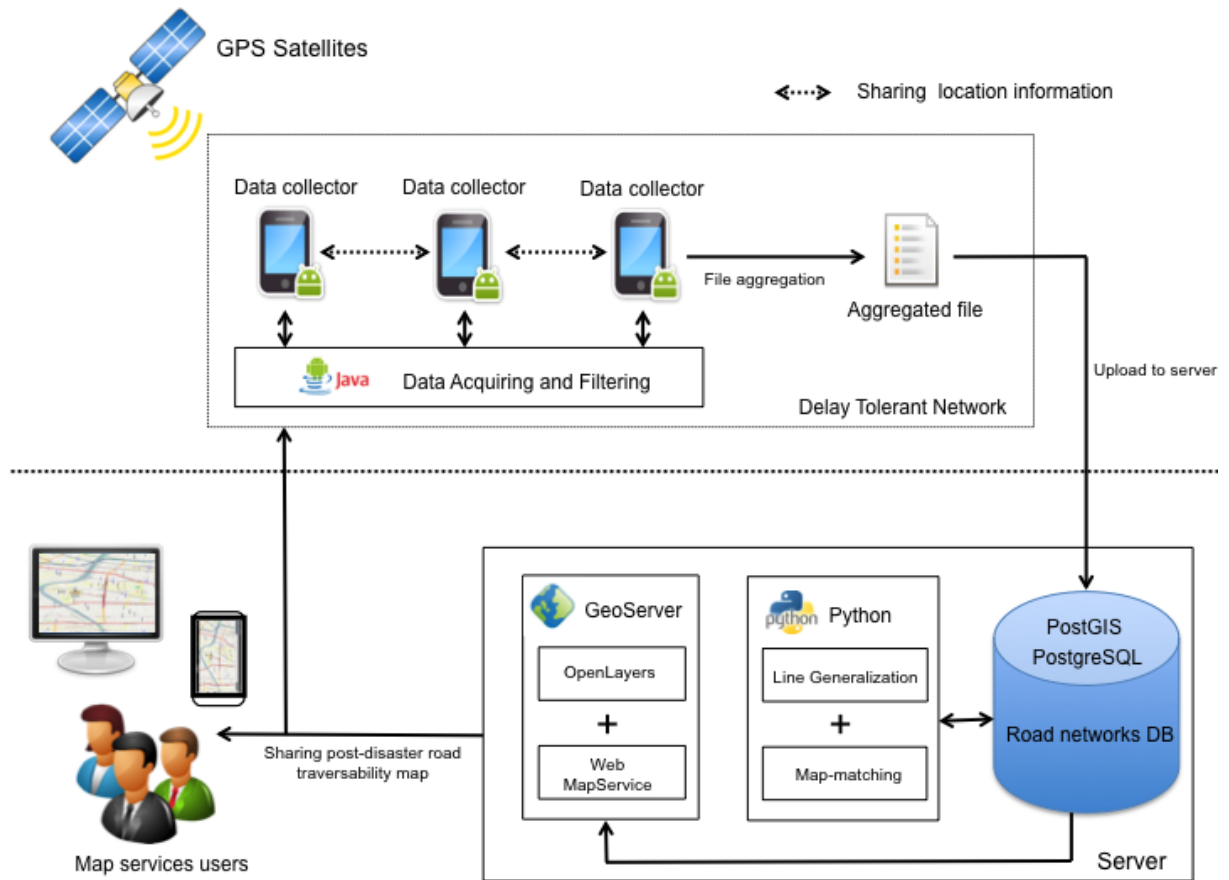 GPS Satellites
Sharing location information
Data collector
Data collector
Data collector
File aggregation
Aggregated file
Java
Data Acquiring and Filtering
Upload to server
Delay Tolerant Network
GeoServer
OpenLayers
+
Web
MapService
python
Python
Line Generalization
+
Map-matching
PostGIS
PostgreSQL
Road networks DB
Sharing post-disaster road
traversability map
Map services users
Server